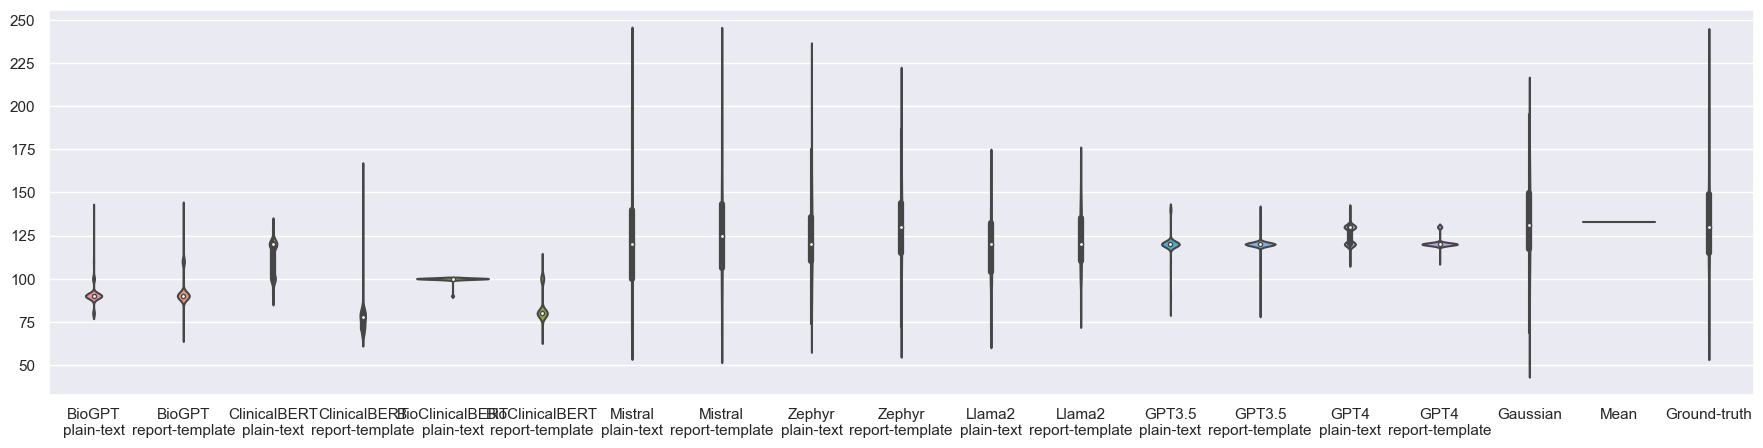 250
225
200
175
150
125
100
75
50
BioGPT
plain-text
BioGPT
report-template
ClinicalBERT
plain-text
ClinicalBERT
report-template
BioClinicalBERT
plain-text
BioClinicalBERT
report-template
Mistral
plain-text
Mistral
report-template
Zephyr
plain-text
Zephyr
report-template
Llama2
plain-text
Llama2
report-template
GPT3.5
plain-text
GPT3.5
report-template
GPT4
plain-text
GPT4
report-template
Gaussian
Mean
Ground-truth